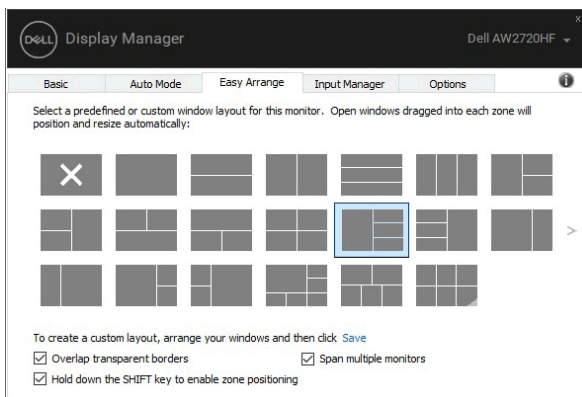 DELL Display Manager Dell AW2720HF
Basic Auto Mode Easy Arrange Input Manager Options
Select a predefined or custom window layout for this monitor. Open windows dragged into each zone will
position and resize automatically:
To create a custom layout, arrange your windows and then click Save
Overlap transparent borders Span multiple monitors
Hold down the SHIFT key to enable zone positioning